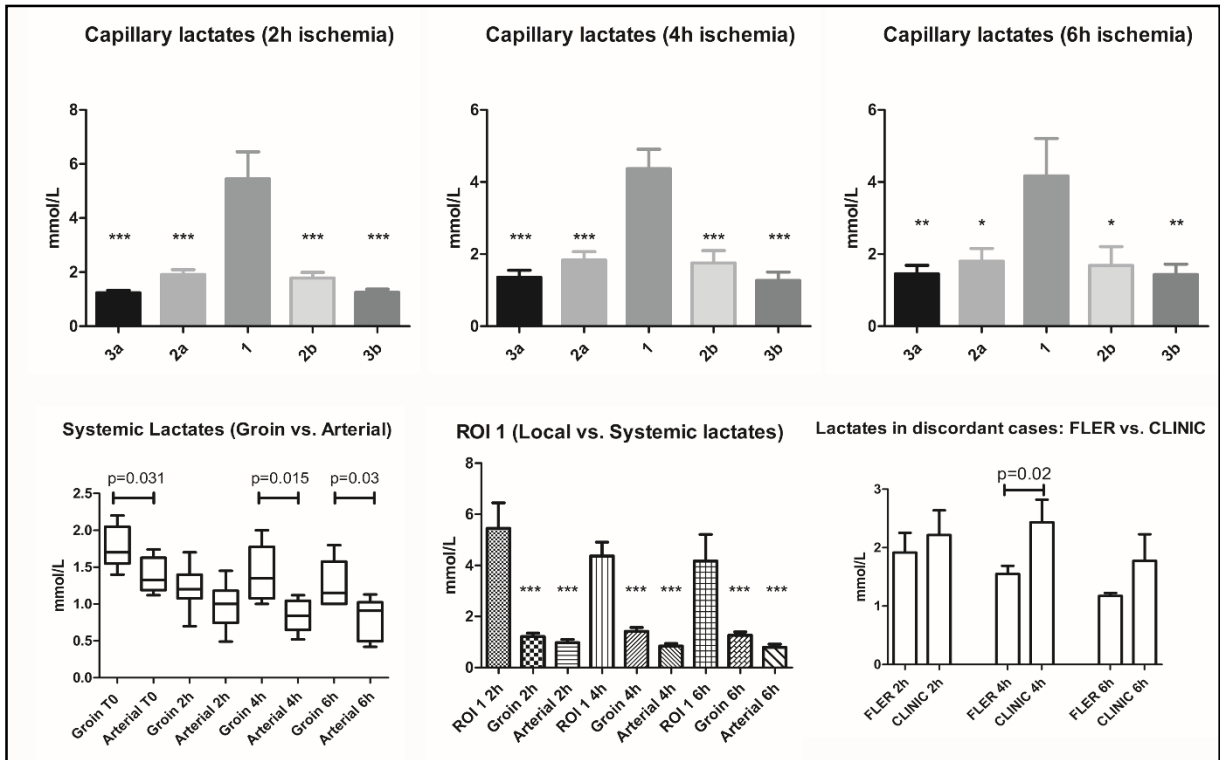 Capillary lactates (2h ischemia)
8
6
4
2
0
mmol/L
*** *** *** ***
3a 2a 1 2b 3b
Capillary lactates (4h ischemia)
6
4
2
0
mmol/L
*** *** *** ***
3a 2a 1 2b 3b
Capillary lactates (6h ischemia)
6
4
2
0
mmol/L
** * * **
3a 2a 1 2b 3b
Systemic Lactates (Groin vs. Arterial)
p=0.031 p=0.015 p=0.03
2.5
2.0
1.5
1.0
0.5
0.0
mmol/L
Groin T0
Arterial T0
Groin 2h
Arterial 2h
Groin 4h
Arterial 4h
Groin 6h
Arterial 6h
ROI 1 (Local vs. Systemic lactates)
8
6
4
2
0
mmol/L
*** *** *** *** *** ***
ROI 1 2h
Groin 2h
Arterial 2h
ROI 1 4h
Groin 4h
Arterial 4h
ROI 1 6h
Groin 6h
Arterial 6h
Lactates in discordant cases: FLER vs. CLINIC
p=0.02
3
2
1
0
mmol/L
FLER 2h
CLINIC 2h
FLER 4h
CLINIC 4h
FLER 6h
CLINIC 6h